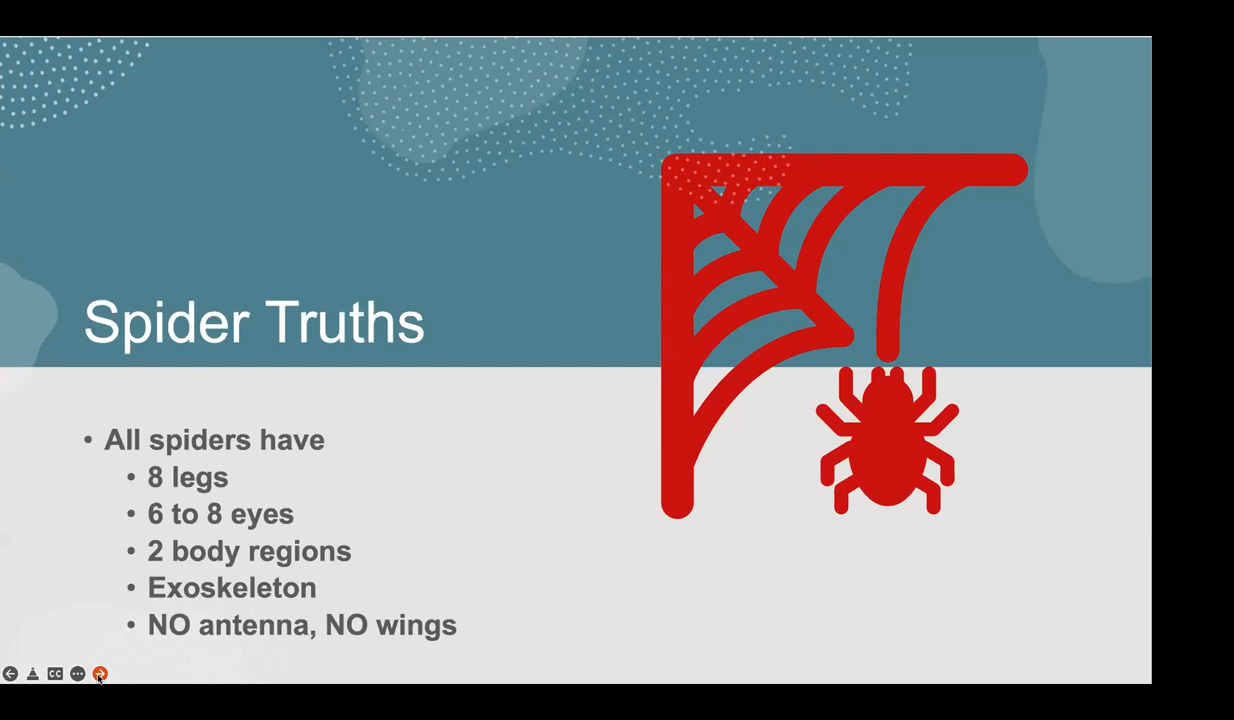 Spider Truths
• All spiders have
• 8 legs
• 6 to 8 eyes
• 2 body regions
• Exoskeleton
• NO antenna, NO wings
CC